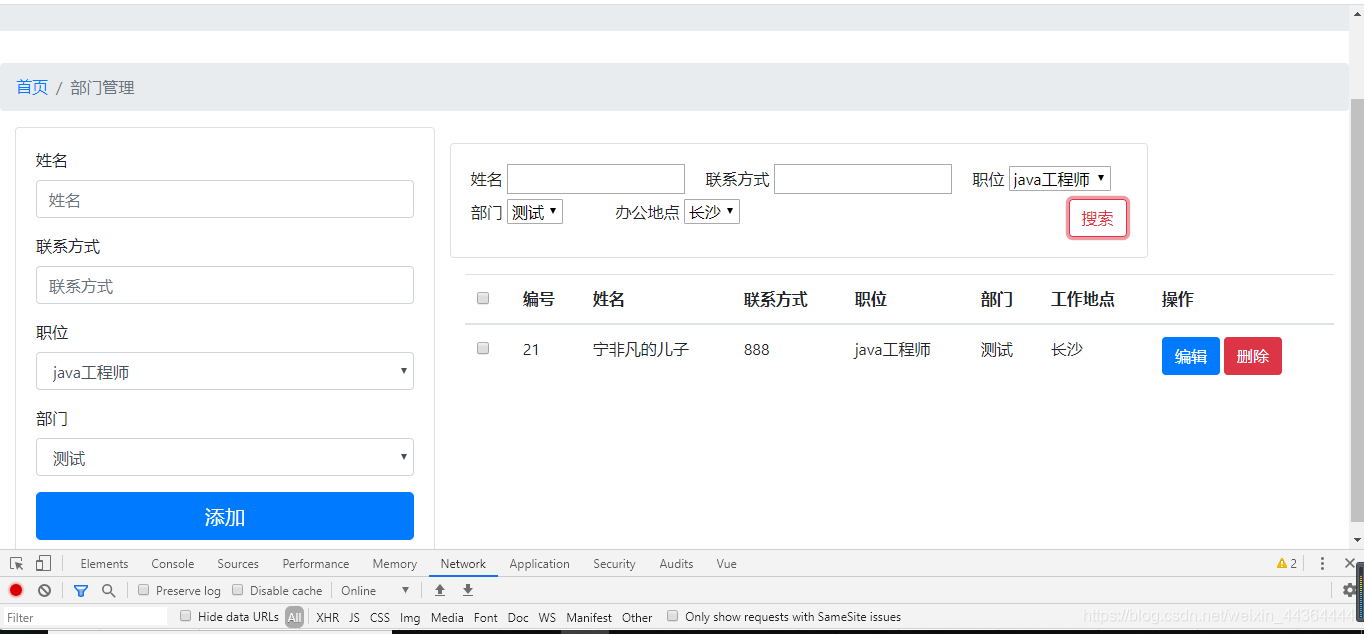 首页 / 部门管理
姓名
姓名
联系方式
联系方式
职位
java工程师
部门
测试
添加
姓名 联系方式 职位 java工程师
部门 测试 办公地点 长沙 搜索
编号 姓名 联系方式 职位 部门 工作地点 操作
21 宁非凡的儿子 888 java工程师 测试 长沙 编辑 删除
Elements Console Sources Performance Memory Network Application Security Audits Vue 2
Preserve log Disable cache Online
Filter Hide data URLs All XHR JS CSS Img Media Font Doc WS Manifest Other Only show requests with SameSite issues
https://blog.csdn.net/weixin_44364444